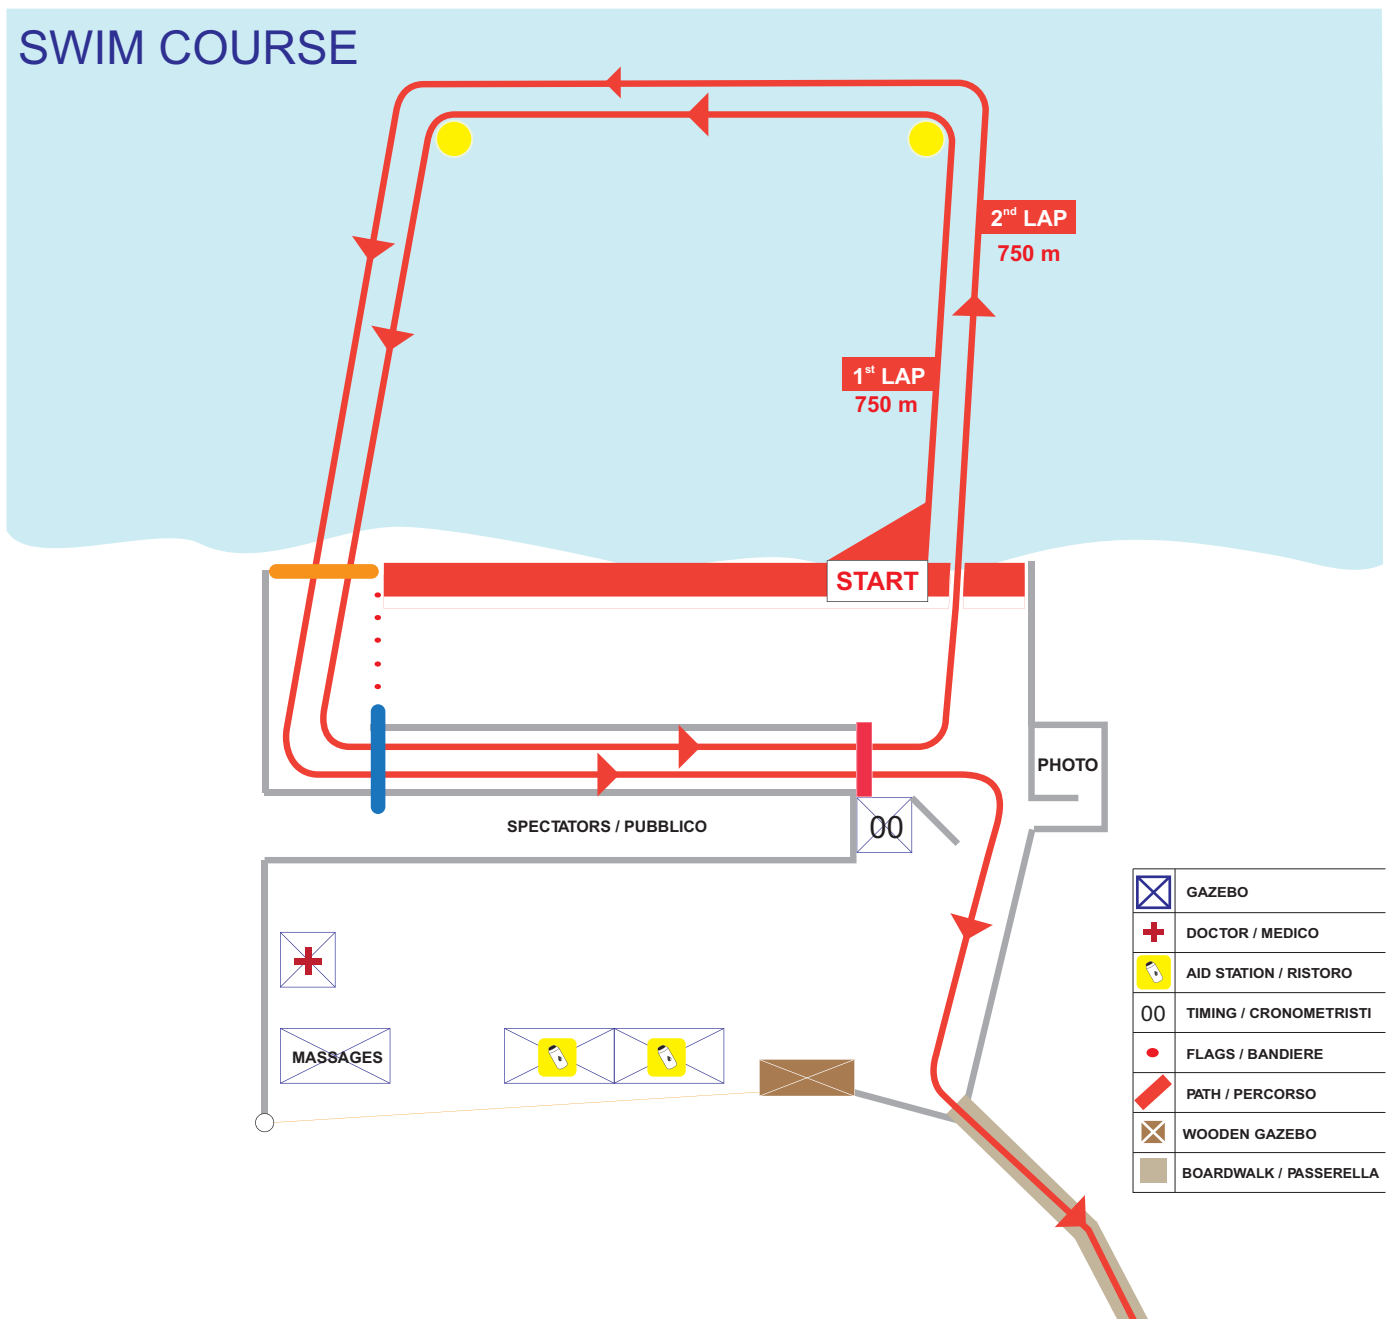 SWIM COURSE
2nd LAP
750 m
1st LAP
750 m
START
PHOTO
SPECTATORS / PUBBLICO
00
MASSAGES
GAZEBO
DOCTOR / MEDICO
AID STATION / RISTORO
00 TIMING / CRONOMETRISTI
FLAGS / BANDIERE
PATH / PERCORSO
WOODEN GAZEBO
BOARDWALK / PASSERELLA